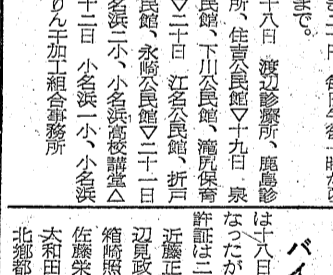 まで。
十八日 渡辺診療所、鹿島診
所、住吉公民館▽十九日 泉
民館、下川公民館、滝尻保育
▽二十日 江名公民館、折戸
民館、永崎公民館▽二十一日
名浜二小、小名浜高校講堂△
十二日 小名浜一小、小名浜
りん干加工組合事務所
バイ
は十八日
なったが
許証は二
近藤正
辺見政
箱崎照
佐藤栄
大和田
北郷都